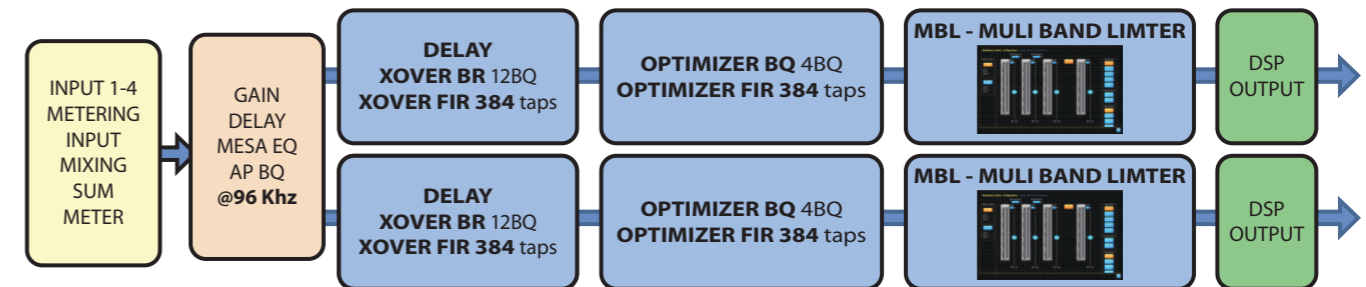 INPUT 1-4
METERING
INPUT
MIXING
SUM
METER
GAIN
DELAY
MESA EQ
AP BQ
@96 Khz
DELAY
XOVER BR 12BQ
XOVER FIR 384 taps
OPTIMIZER BQ 4BQ
OPTIMIZER FIR 384 taps
MBL - MULI BAND LIMTER
DSP
OUTPUT
DELAY
XOVER BR 12BQ
XOVER FIR 384 taps
OPTIMIZER BQ 4BQ
OPTIMIZER FIR 384 taps
MBL - MULI BAND LIMTER
DSP
OUTPUT